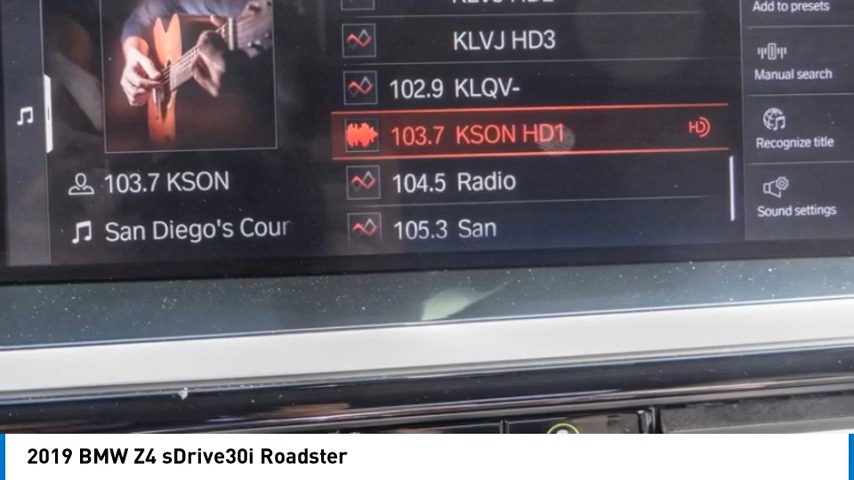 Add to presets
KLVJ HD3
Manual search
102.9 KLQV-
103.7 KSON HD1 HD
Recognize title
103.7 KSON
104.5 Radio
Sound settings
San Diego's Cour
105.3 San
2019 BMW Z4 sDrive30i Roadster